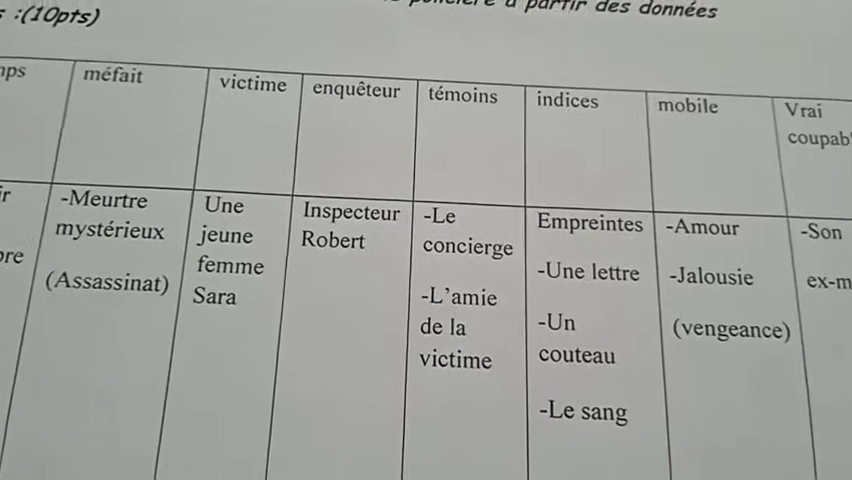 policière à partir des données
:(10pts)
méfait
victime
enquêteur
témoins
indices
mobile
Vrai
-Meurtre
mystérieux
(Assassinat)
Une
jeune
femme
Sara
Inspecteur
Robert
-Le
concierge
-L'amie
de la
victime
Empreintes
-Une lettre
-Un
couteau
-Le sang
-Amour
-Jalousie
(vengeance)
-Son